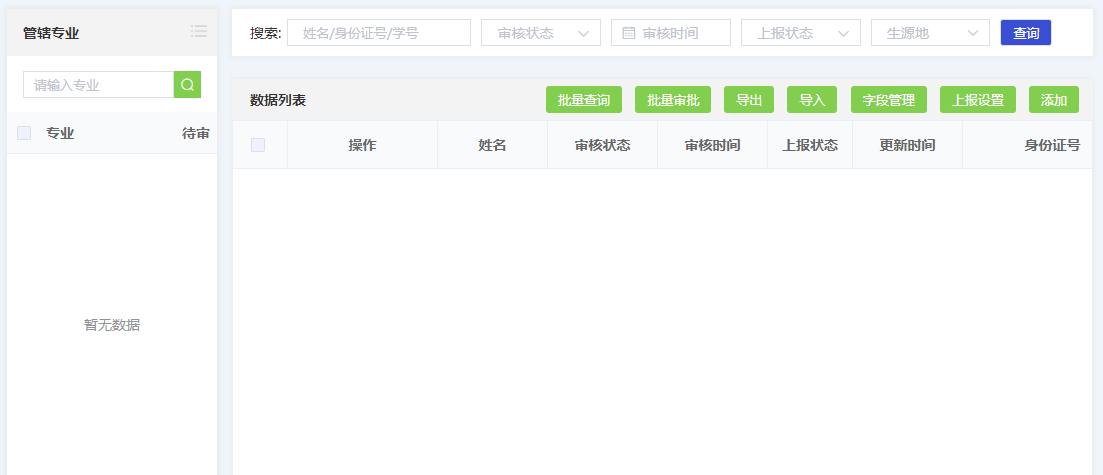 管辖专业
请输入专业
专业 待审
暂无数据
搜索: 姓名/身份证号/学号 审核状态 审核时间 上报状态 生源地 查询
数据列表 批量查询 批量审批 导出 导入 字段管理 上报设置 添加
操作 姓名 审核状态 审核时间 上报状态 更新时间 身份证号